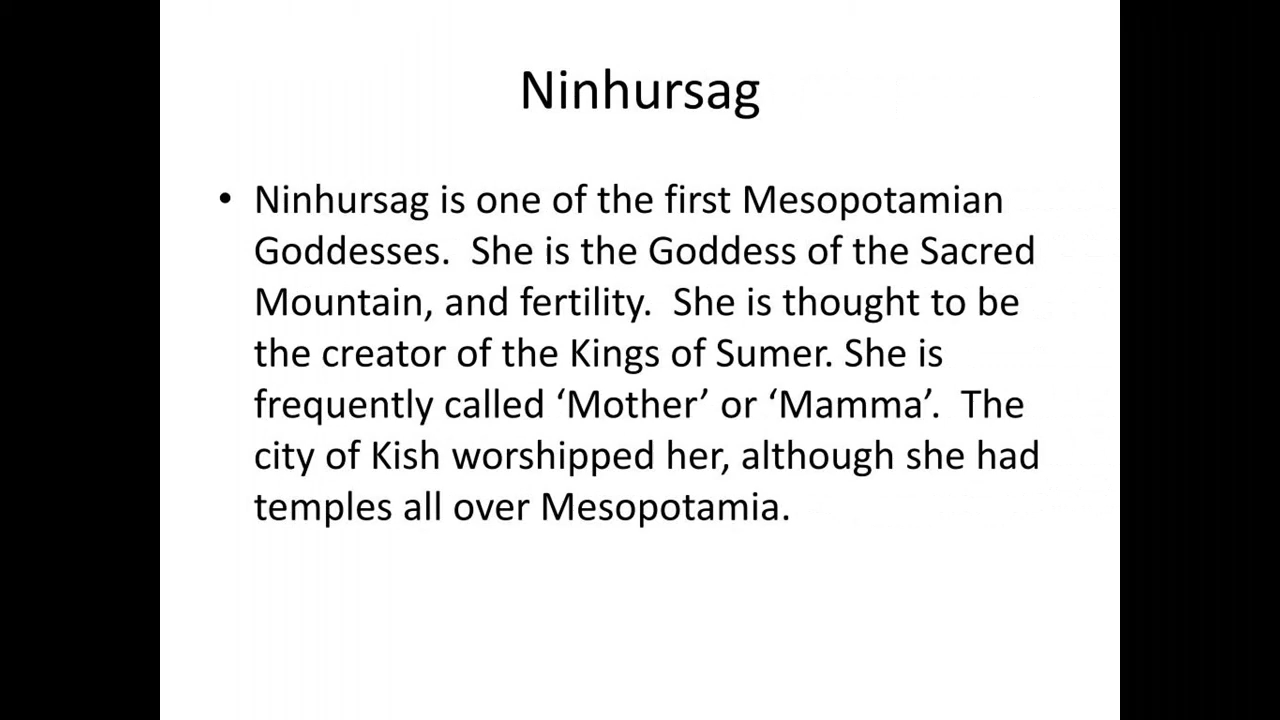 Ninhursag
• Ninhursag is one of the first Mesopotamian
Goddesses.  She is the Goddess of the Sacred
Mountain, and fertility.  She is thought to be
the creator of the Kings of Sumer. She is
frequently called ‘Mother’ or ‘Mamma’.  The
city of Kish worshipped her, although she had
temples all over Mesopotamia.